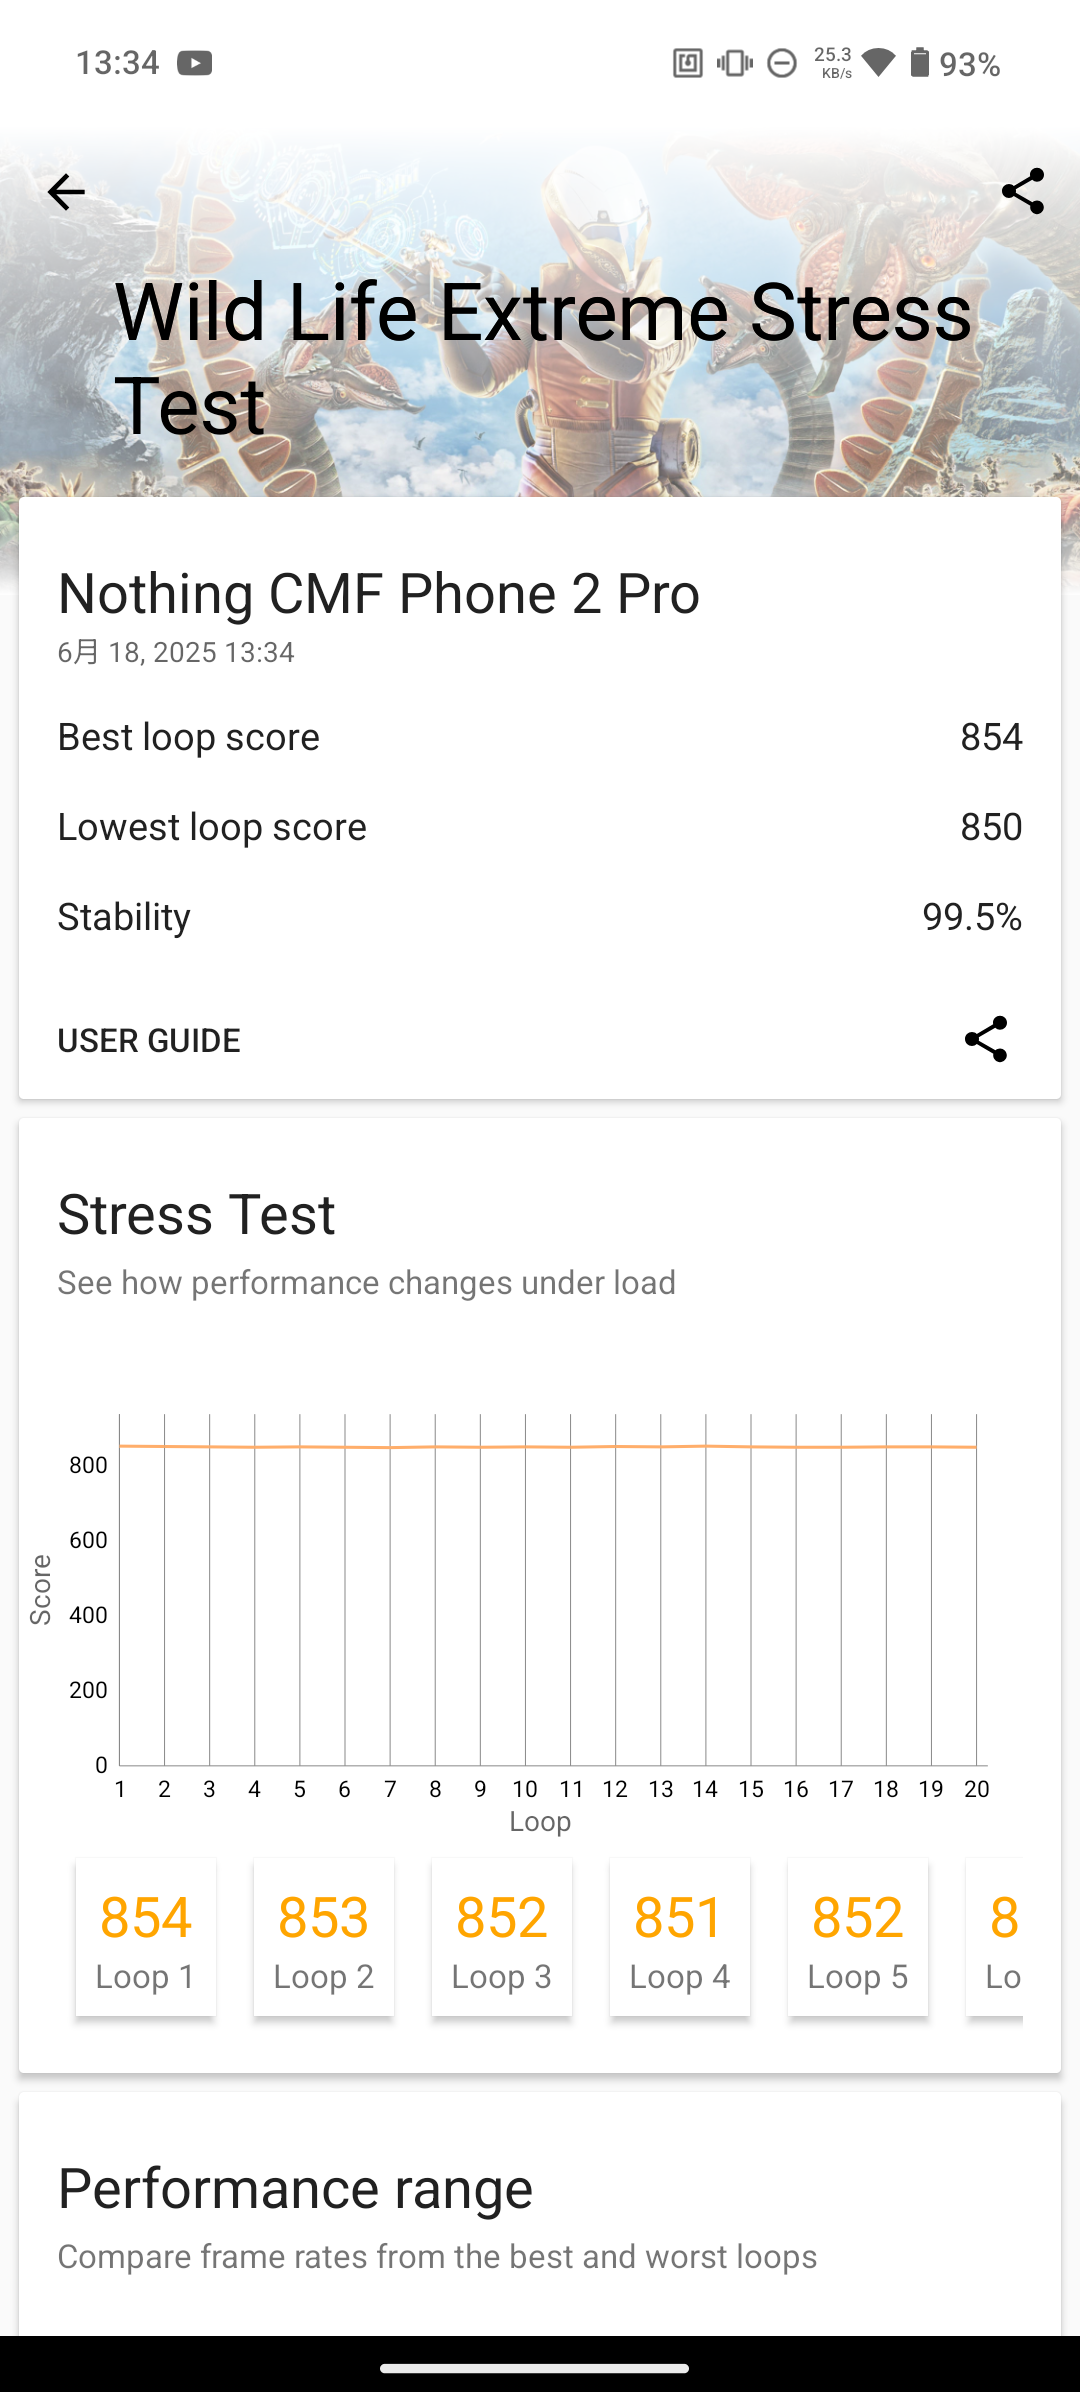 13:34
25.3
KB/s
93%
Wild Life Extreme Stress
Test
Nothing CMF Phone 2 Pro
6月 18, 2025 13:34
Best loop score 854
Lowest loop score 850
Stability 99.5%
USER GUIDE
Stress Test
See how performance changes under load
800
600
400
200
0
Score
1 2 3 4 5 6 7 8 9 10 11 12 13 14 15 16 17 18 19 20
Loop
854 853 852 851 852 8
Loop 1 Loop 2 Loop 3 Loop 4 Loop 5 Lo
Performance range
Compare frame rates from the best and worst loops